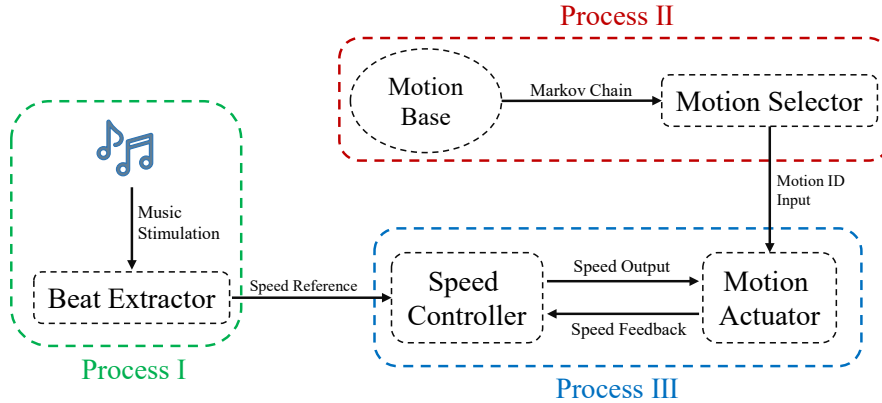 Process II
Motion
Base
Markov Chain
Motion Selector
Motion ID
Input
Music
Stimulation
Beat Extractor
Speed Reference
Speed
Controller
Speed Output
Speed Feedback
Motion
Actuator
Process I
Process III